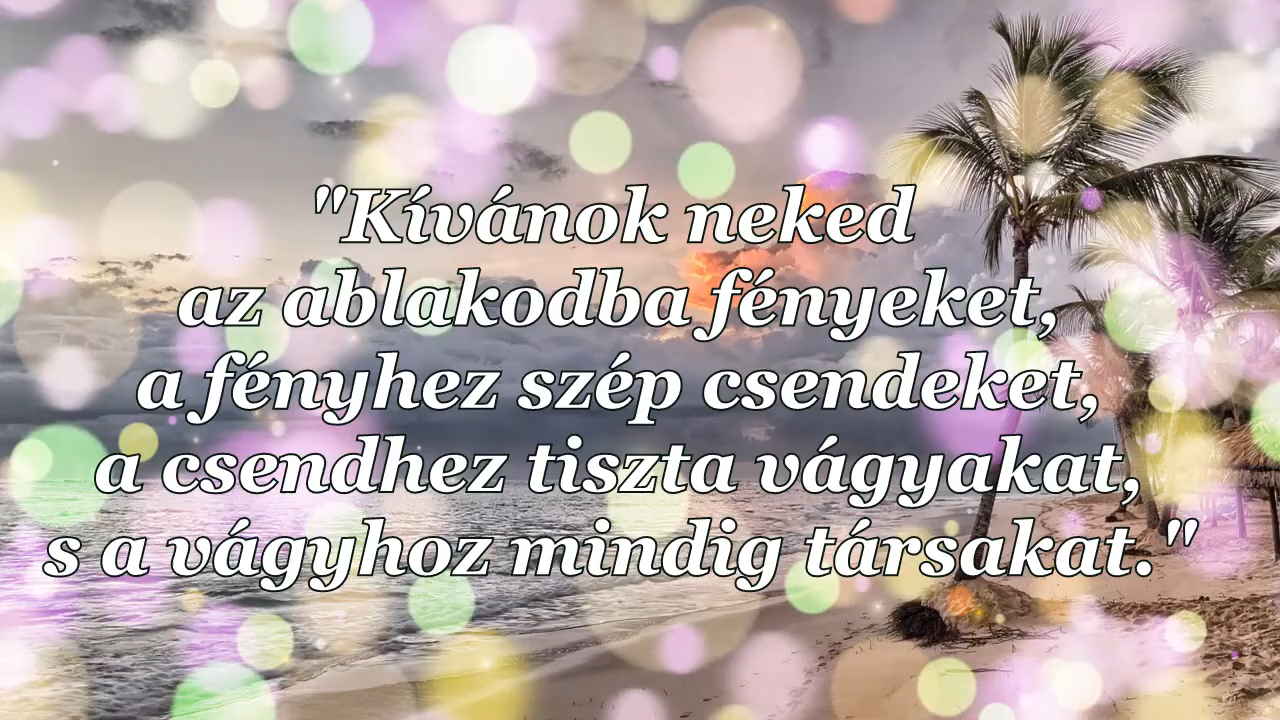 "Kívánok neked
az ablakodba fényeket,
a fényhez szép csendeket,
a csendhez tiszta vágyakat,
s a vágyhoz mindig társakat."